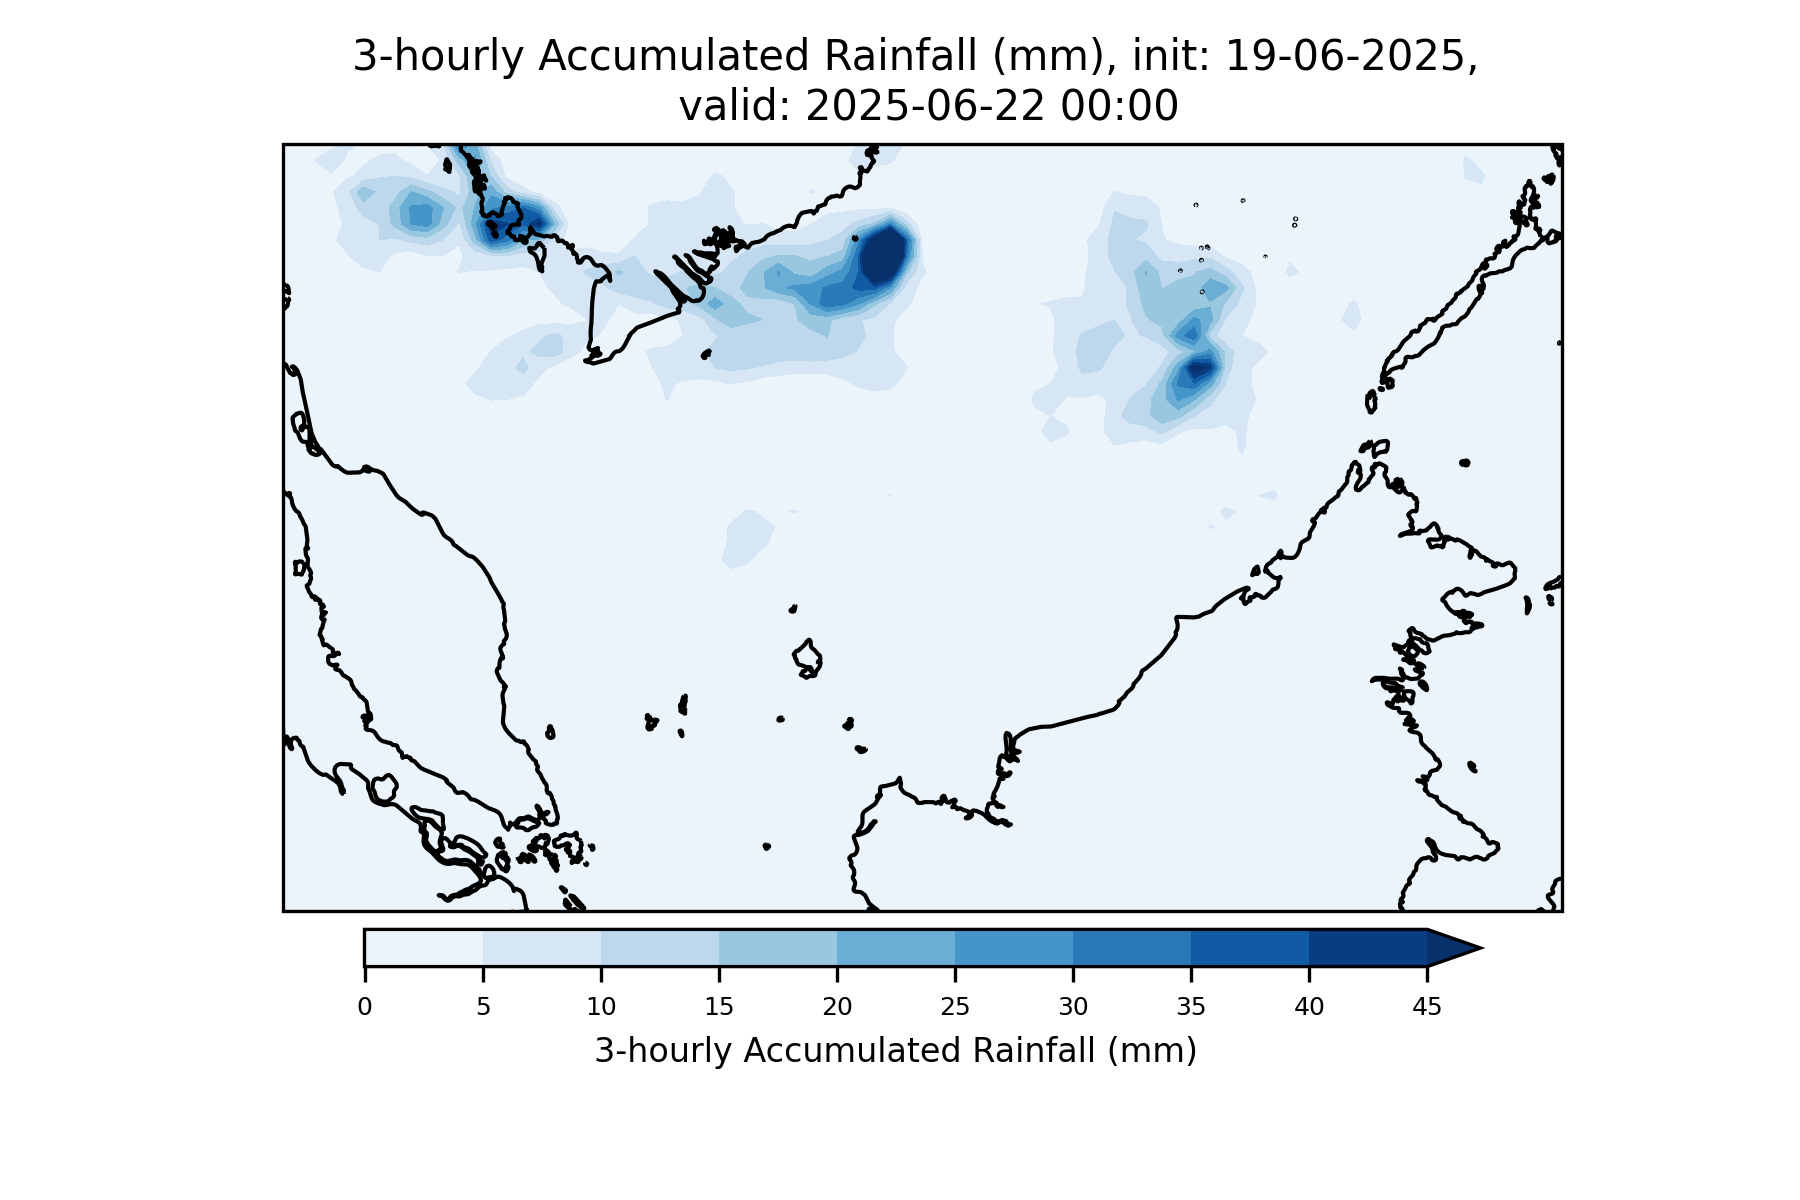 3-hourly Accumulated Rainfall (mm), init: 19-06-2025,
valid: 2025-06-22 00:00
0 5 10 15 20 25 30 35 40 45
3-hourly Accumulated Rainfall (mm)